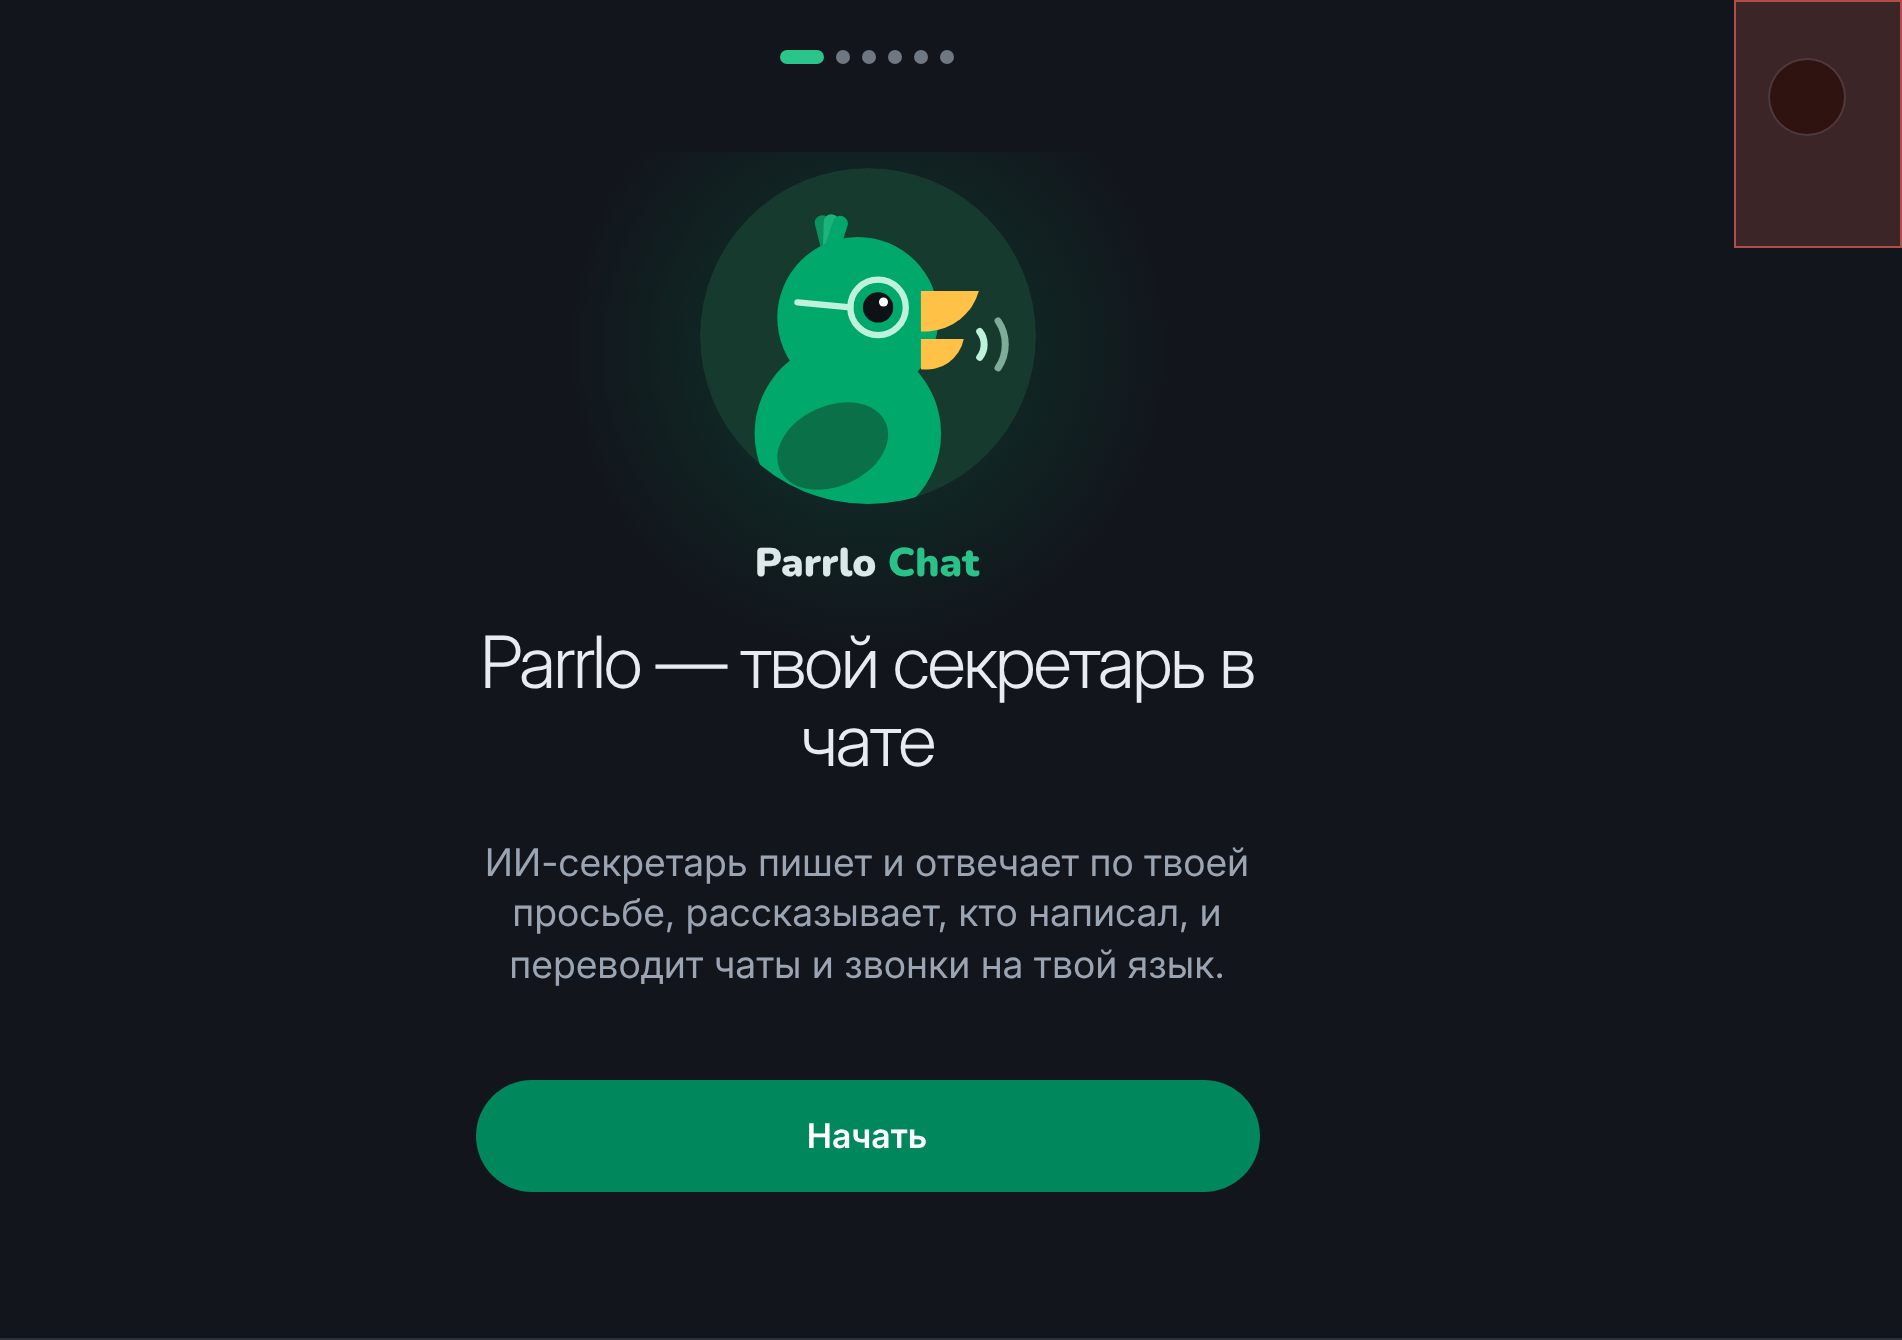 Parrlo Chat
Parrlo — твой секретарь в
чате
ИИ-секретарь пишет и отвечает по твоей
просьбе, рассказывает, кто написал, и
переводит чаты и звонки на твой язык.
Начать